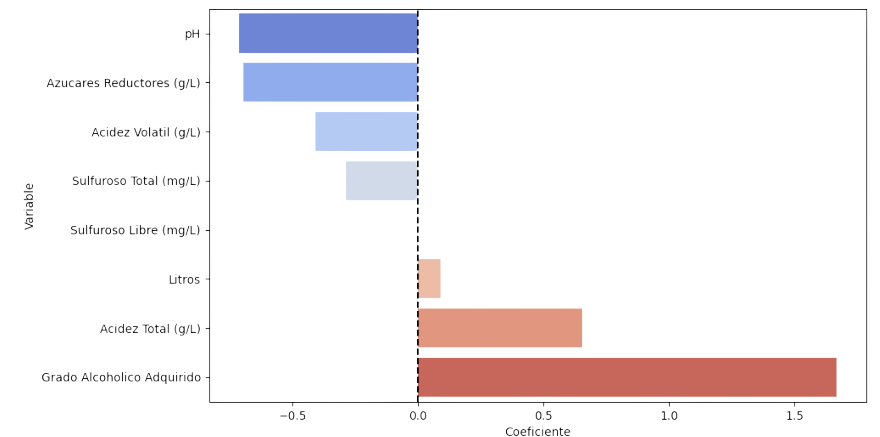 pH
Azucares Reductores (g/L)
Acidez Volatil (g/L)
Sulfuroso Total (mg/L)
Sulfuroso Libre (mg/L)
Litros
Acidez Total (g/L)
Grado Alcoholico Adquirido
Variable
−0.5 0.0 0.5 1.0 1.5
Coeficiente